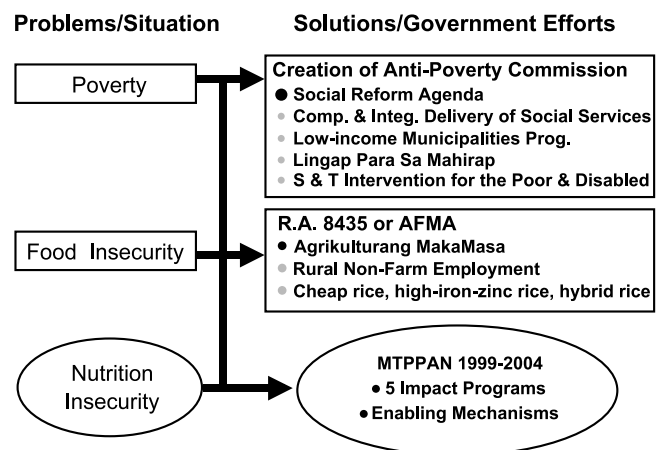 Problems/Situation
Solutions/Government Efforts
Poverty
Creation of Anti-Poverty Commission
● Social Reform Agenda
● Comp. & Integ. Delivery of Social Services
● Low-income Municipalities Prog.
● Lingap Para Sa Mahirap
● S & T Intervention for the Poor & Disabled
Food Insecurity
R.A. 8435 or AFMA
● Agrikulturang MakaMasa
● Rural Non-Farm Employment
● Cheap rice, high-iron-zinc rice, hybrid rice
Nutrition
Insecurity
MTPPAN 1999-2004
● 5 Impact Programs
● Enabling Mechanisms